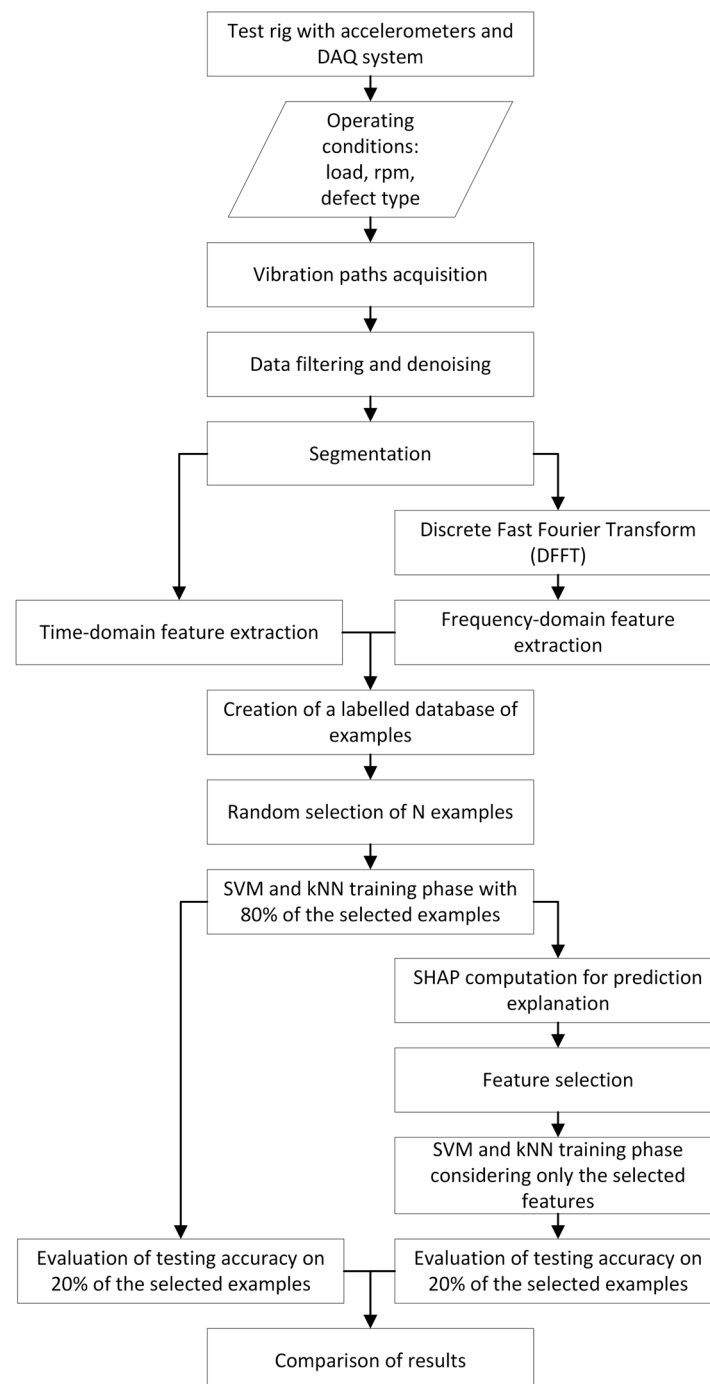 Test rig with accelerometers and
DAQ system
Operating
conditions:
load, rpm,
defect type
Vibration paths acquisition
Data filtering and denoising
Segmentation
Discrete Fast Fourier Transform
(DFFT)
Time-domain feature extraction
Frequency-domain feature
extraction
Creation of a labelled database of
examples
Random selection of N examples
SVM and kNN training phase with
80% of the selected examples
SHAP computation for prediction
explanation
Feature selection
SVM and kNN training phase
considering only the selected
features
Evaluation of testing accuracy on
20% of the selected examples
Evaluation of testing accuracy on
20% of the selected examples
Comparison of results